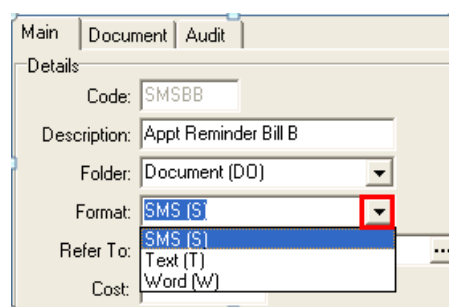 Main Document Audit
Details
Code: SMSBB
Description: Appt Reminder Bill B
Folder: Document (DO)
Format: SMS (S)
SMS (S)
Refer To: ...
Text (T)
Word (W)
Cost: